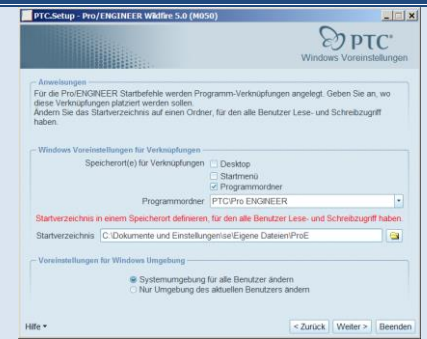 PTC.Setup - Pro/ENGINEER Wildfire 5.0 (M050)
PTC®
Windows Voreinstellungen
Anweisungen
Für die Pro/ENGINEER Startbefehle werden Programm-Verknüpfungen angelegt. Geben Sie an, wo
diese Verknüpfungen platziert werden sollen.
Ändern Sie das Startverzeichnis auf einen Ordner, für den alle Benutzer Lese- und Schreibzugriff
haben.
Windows Voreinstellungen für Verknüpfungen
Speicherort(e) für Verknüpfungen Desktop
Startmenü
Programmordner
Programmordner PTC\Pro ENGINEER
Startverzeichnis in einem Speicherort definieren, für den alle Benutzer Lese- und Schreibzugriff haben.
Startverzeichnis C:\Dokumente und Einstellungen\se\Eigene Dateien\ProE
Voreinstellungen für Windows Umgebung
Systemumgebung für alle Benutzer ändern
Nur Umgebung des aktuellen Benutzers ändern
Hilfe
< Zurück Weiter > Beenden